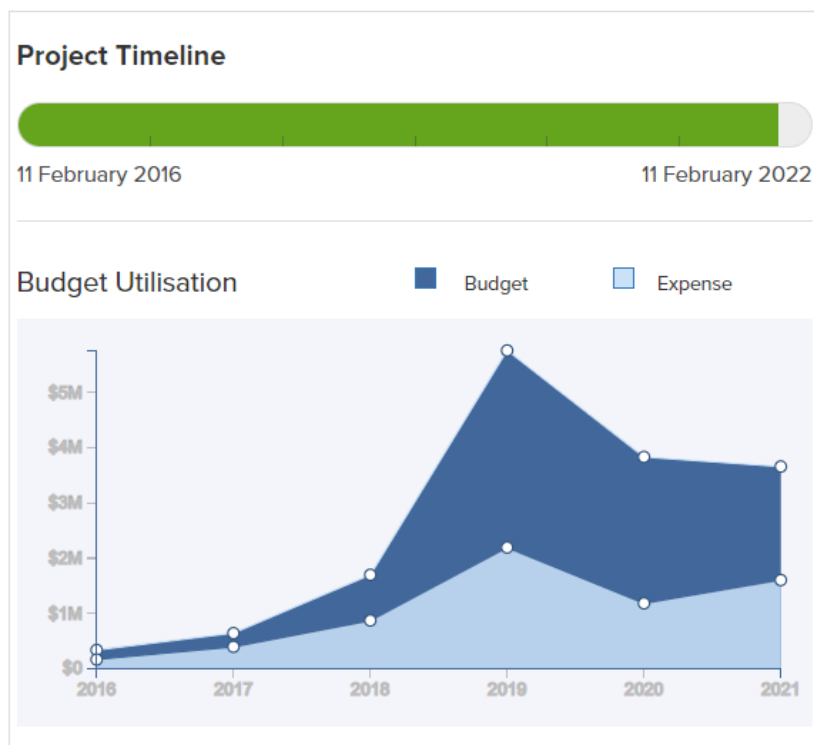 Project Timeline
11 February 2016 11 February 2022
Budget Utilisation Budget Expense
$5M
$4M
$3M
$2M
$1M
$0
2016 2017 2018 2019 2020 2021